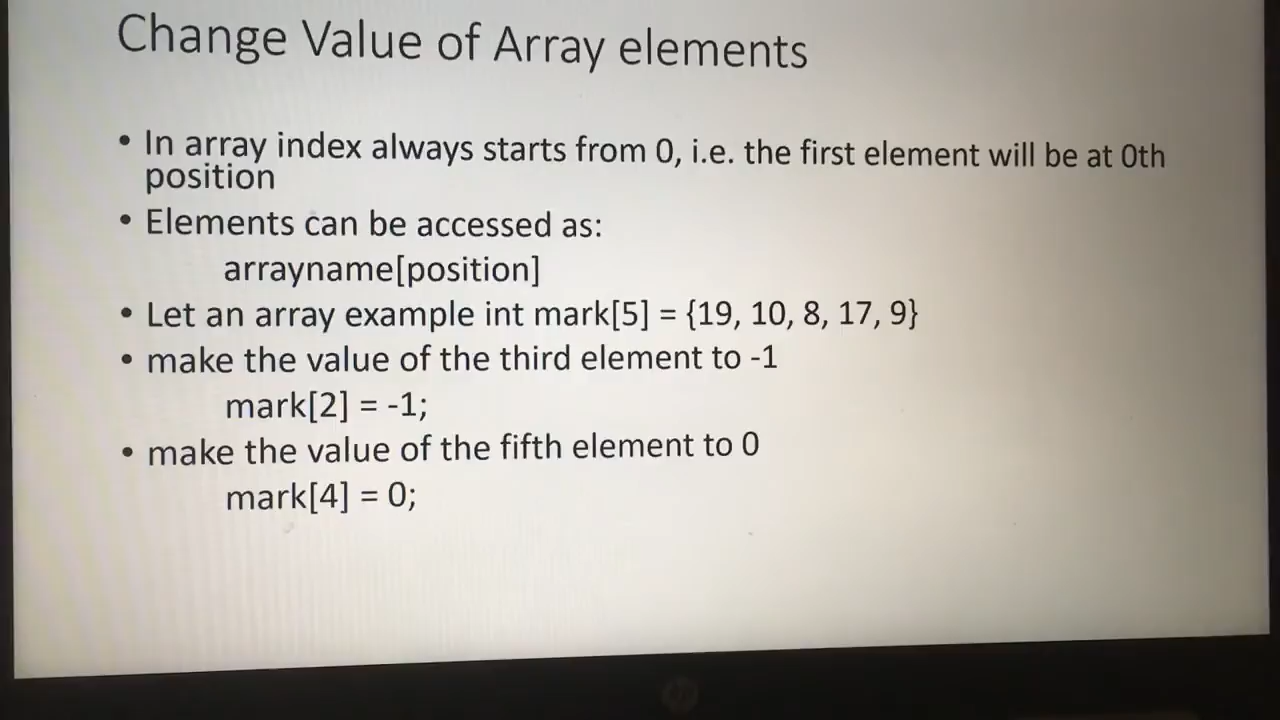 Change Value of Array elements
• In array index always starts from 0, i.e. the first element will be at 0th
position
• Elements can be accessed as:
arrayname[position]
• Let an array example int mark[5] = {19, 10, 8, 17, 9}
• make the value of the third element to -1
mark[2] = -1;
• make the value of the fifth element to 0
mark[4] = 0;
hp